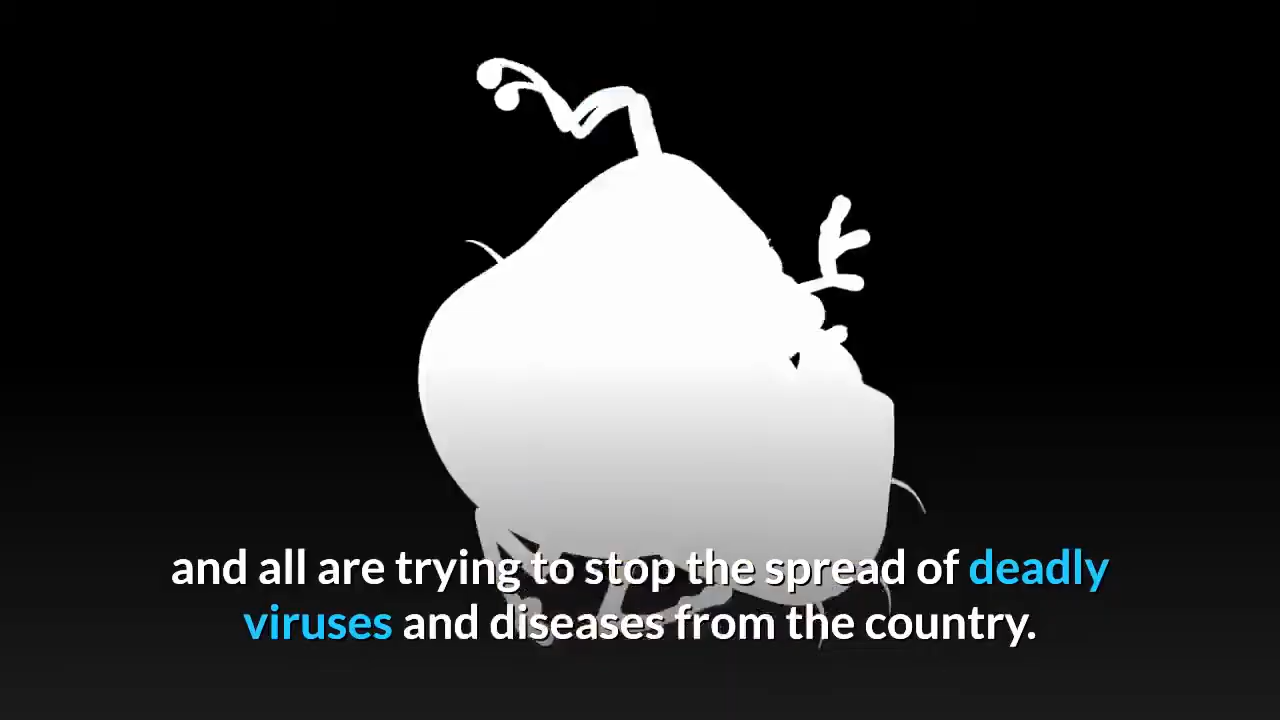 and all are trying to stop the spread of deadly
viruses and diseases from the country.